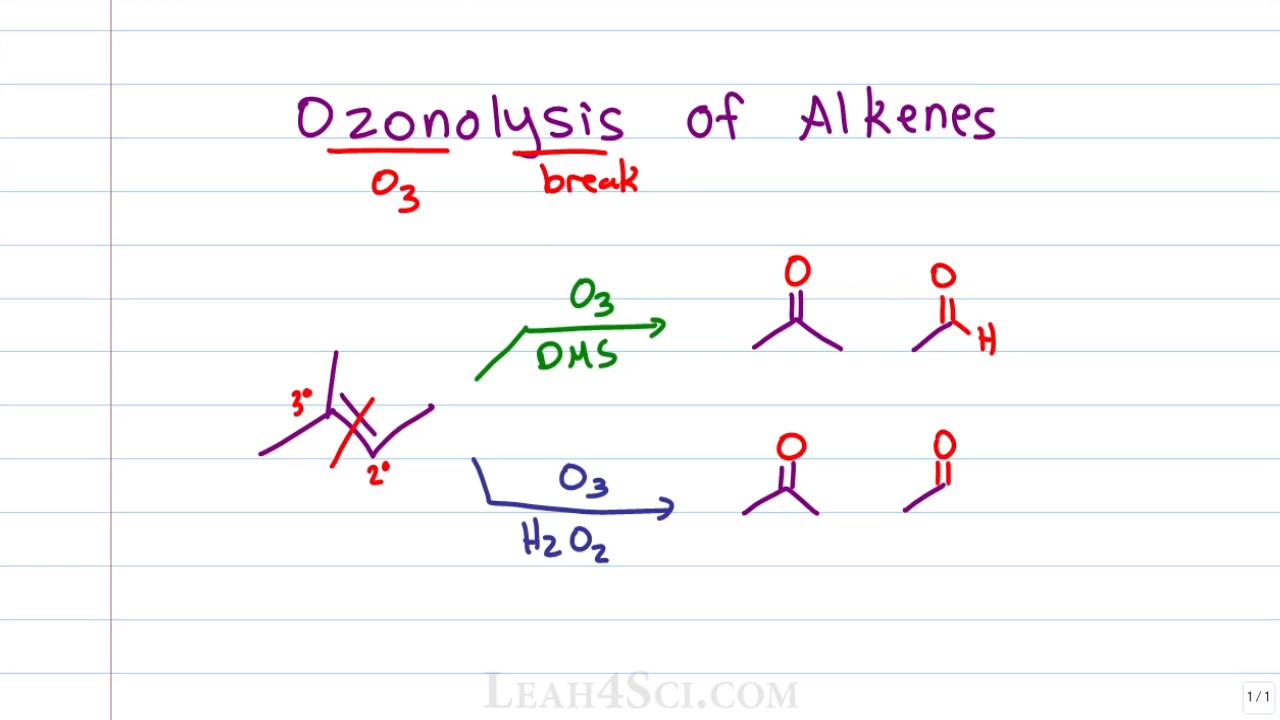 Ozonolysis of Alkenes
O3 break
O3
DMS
O O
H
3°
2°
O3
H2O2
O O
LEAH4SCI.COM
1 / 1